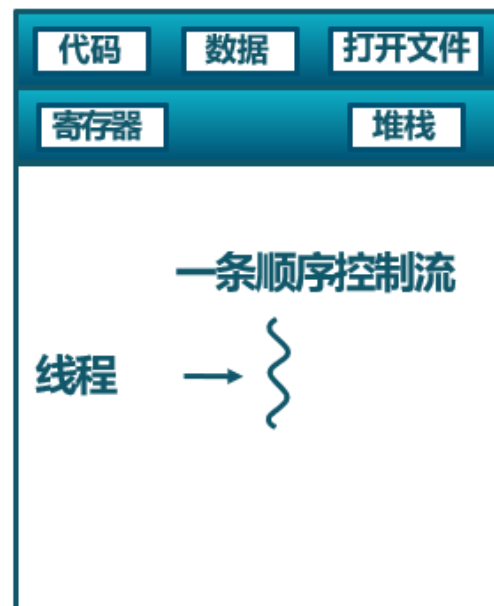 代码 数据 打开文件
寄存器 堆栈
一条顺序控制流
线程